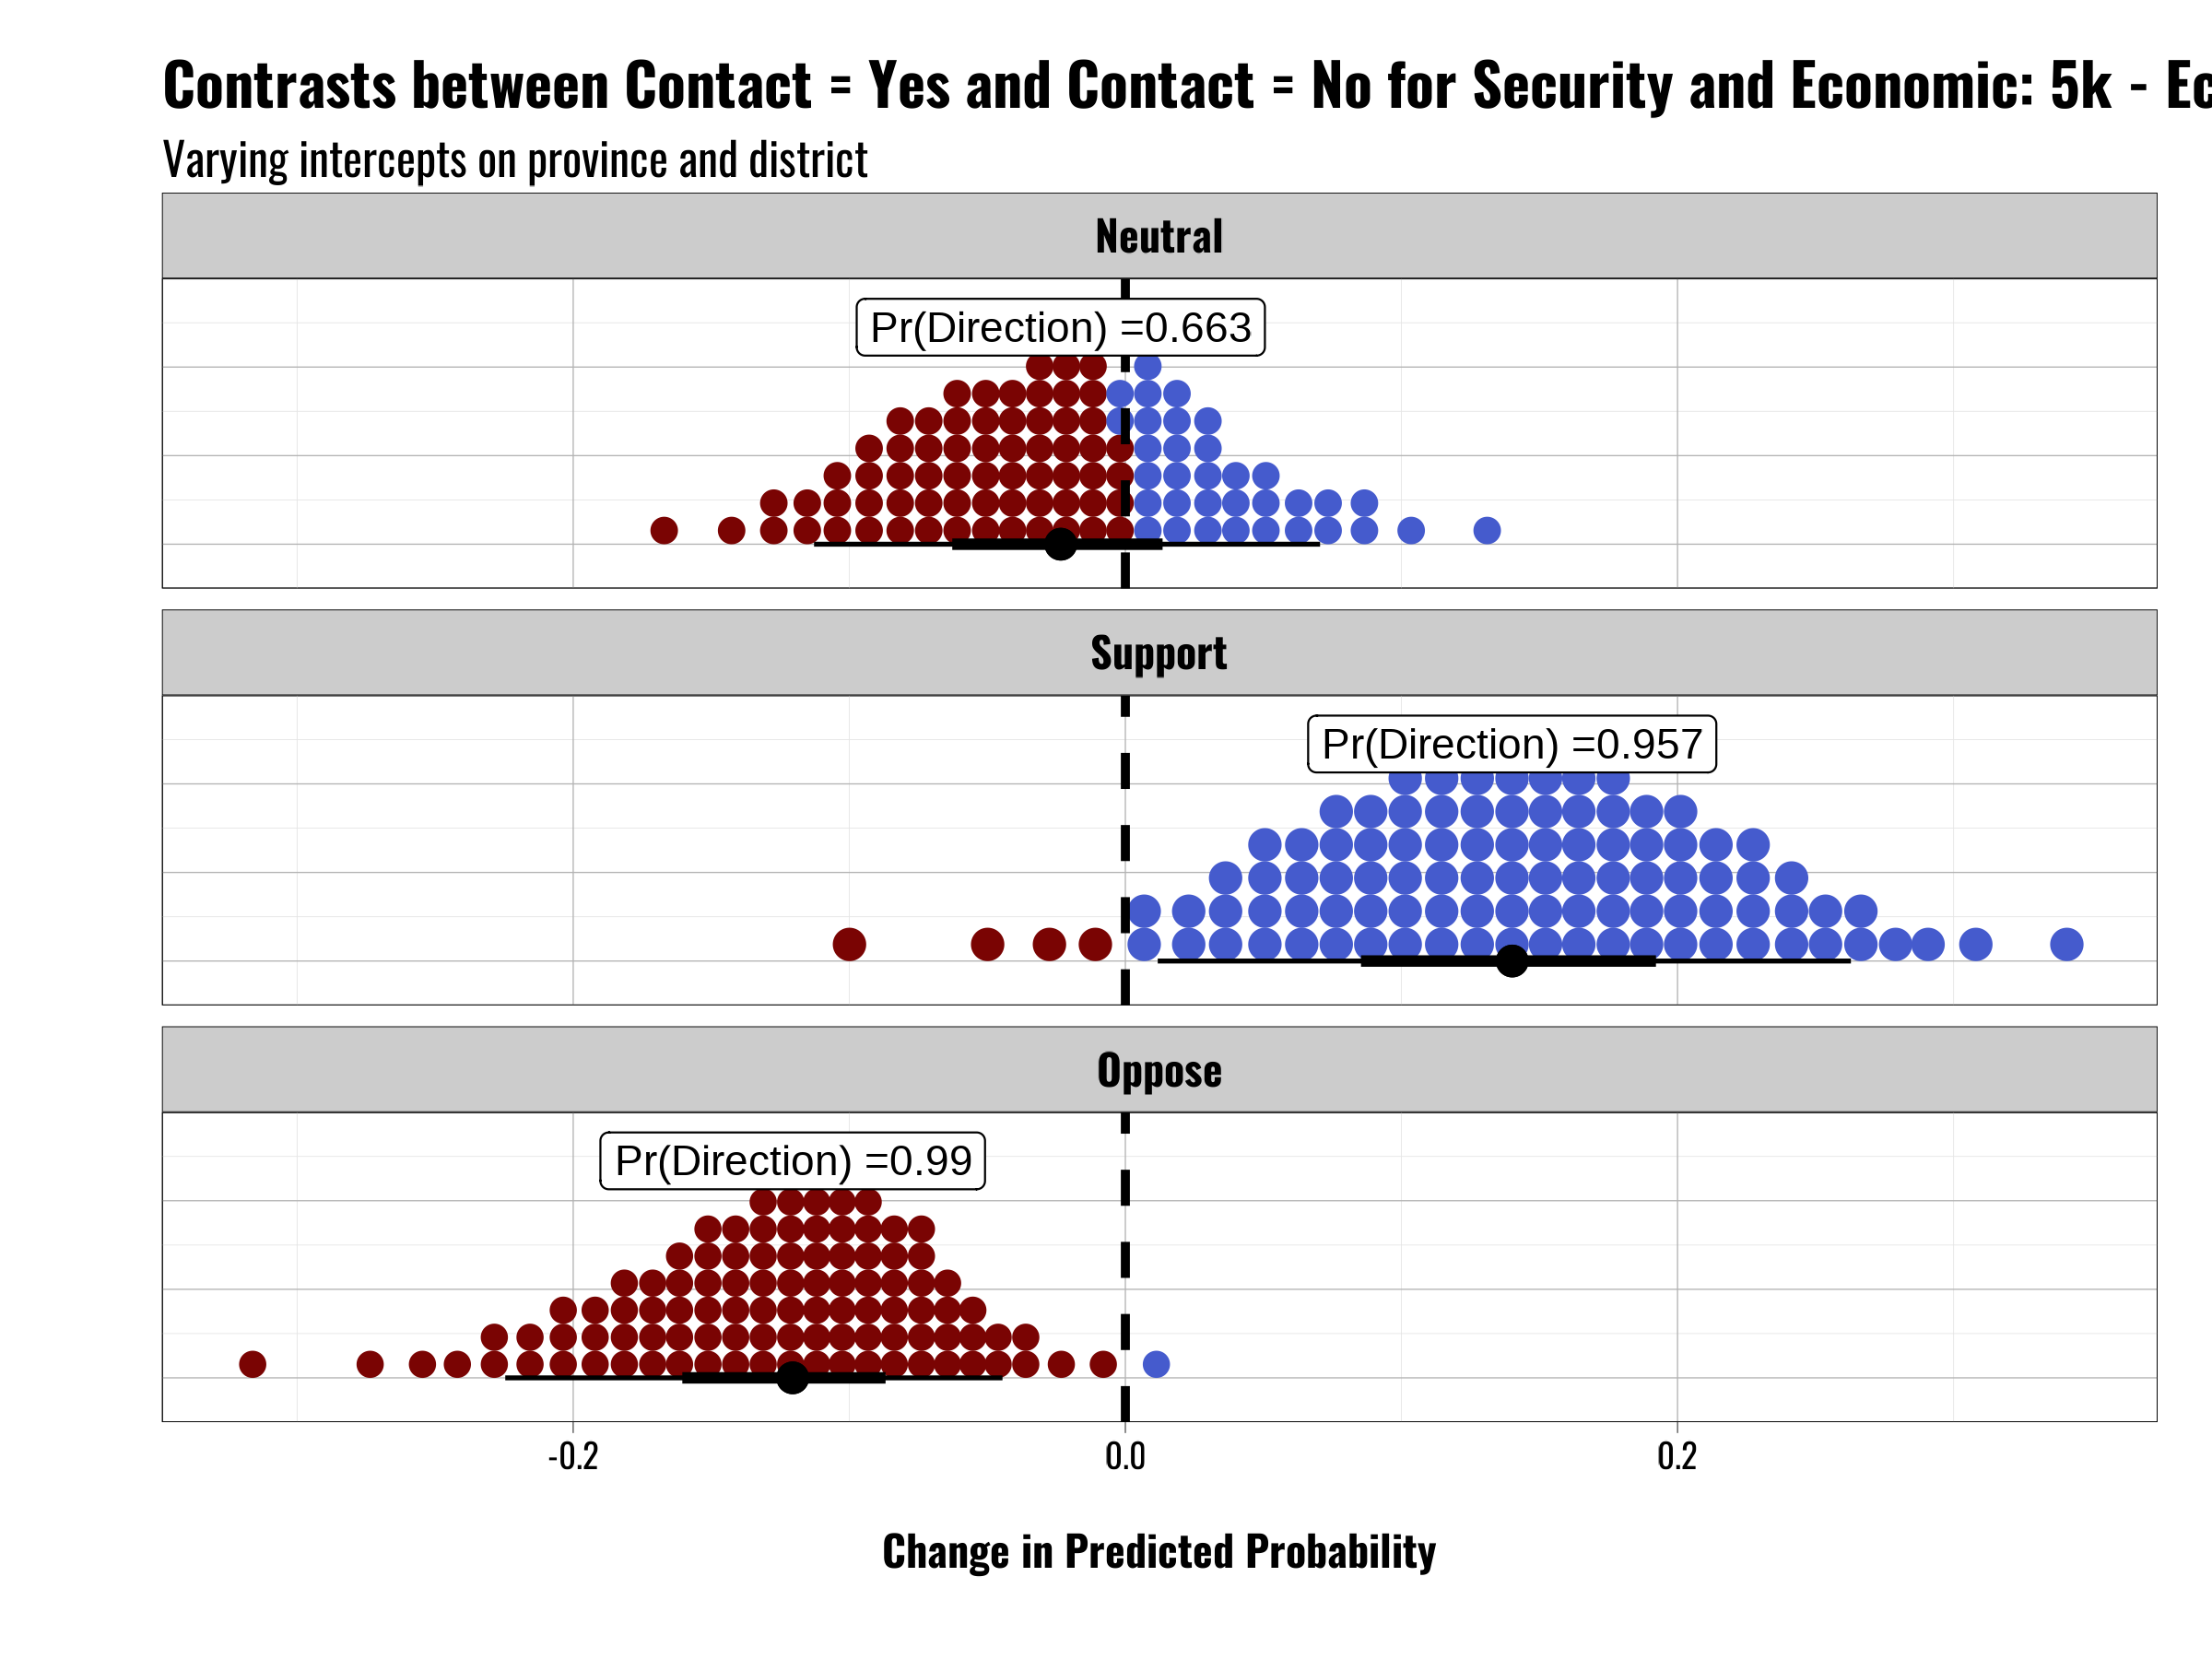 Contrasts between Contact = Yes and Contact = No for Security and Economic: 5k - Ec
Varying intercepts on province and district
Neutral
Pr(Direction) =0.663
Support
Pr(Direction) =0.957
Oppose
Pr(Direction) =0.99
-0.2 0.0 0.2
Change in Predicted Probability